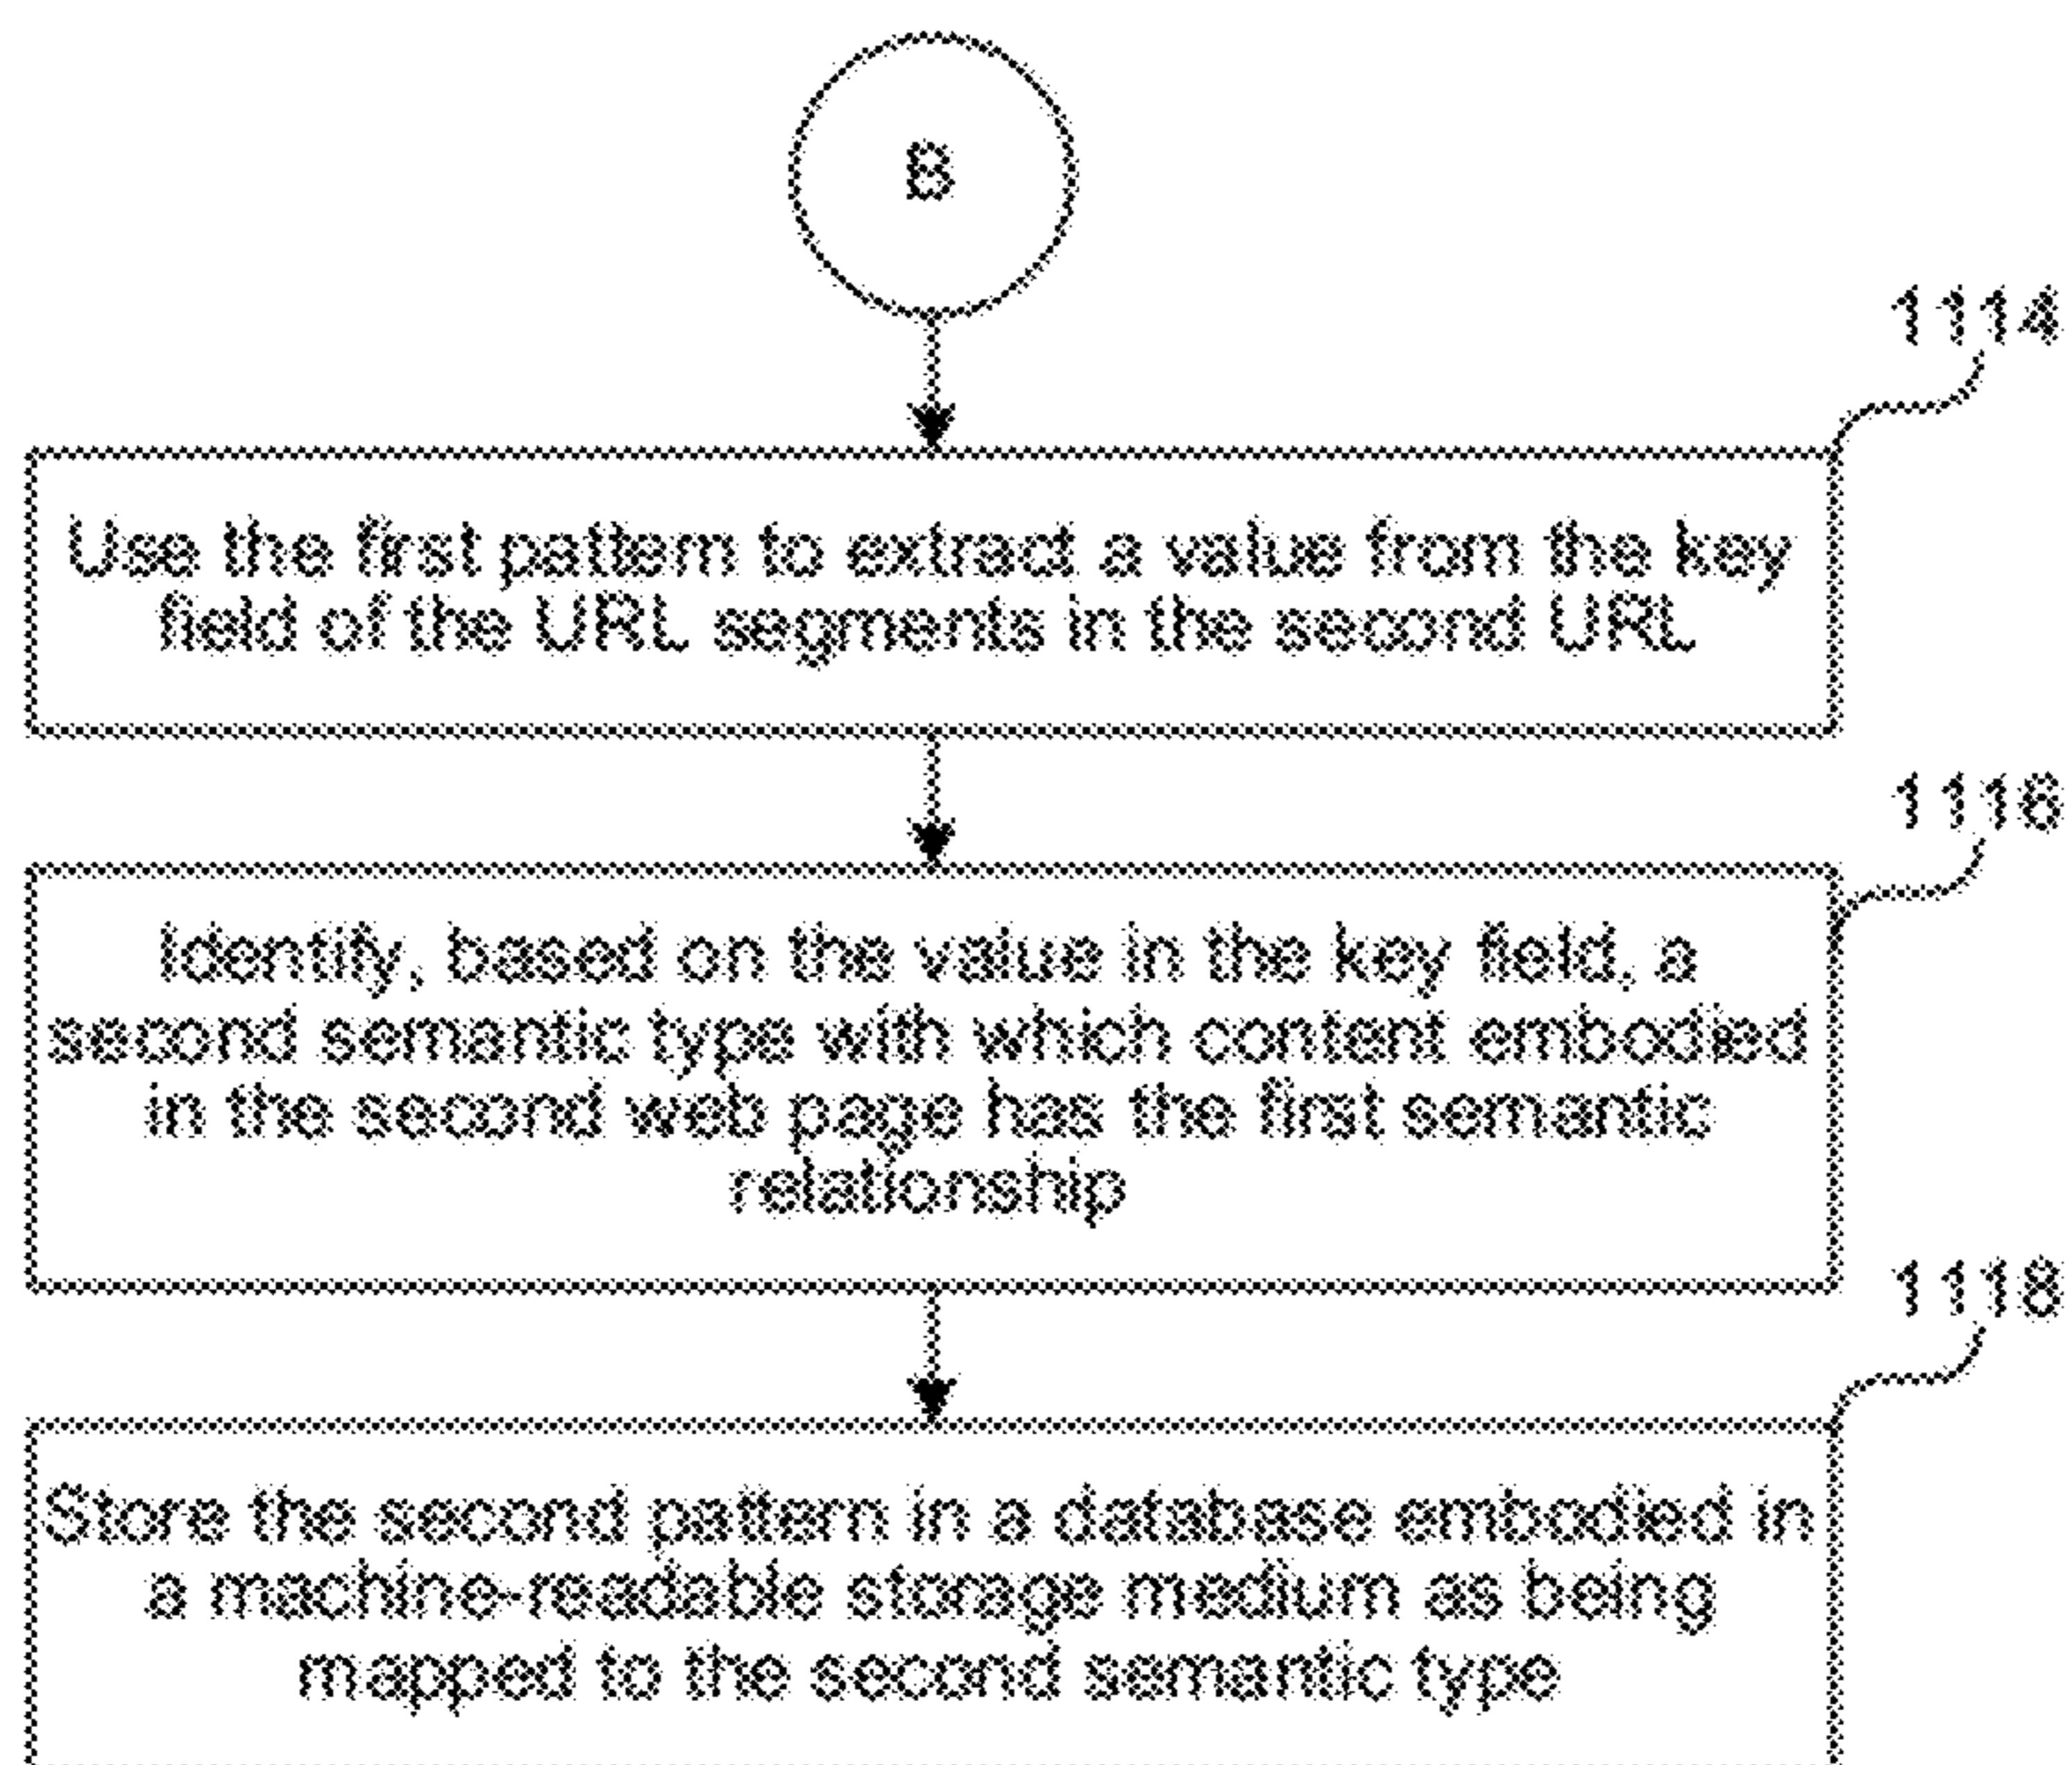 B
1114
Use the first pattern to extract a value from the key
field of the URL segments in the second URL
1116
Identify, based on the value in the key field, a
second semantic type with which content embodied
in the second web page has the first semantic
relationship
1118
Store the second pattern in a database embodied in
a machine-readable storage medium as being
mapped to the second semantic type